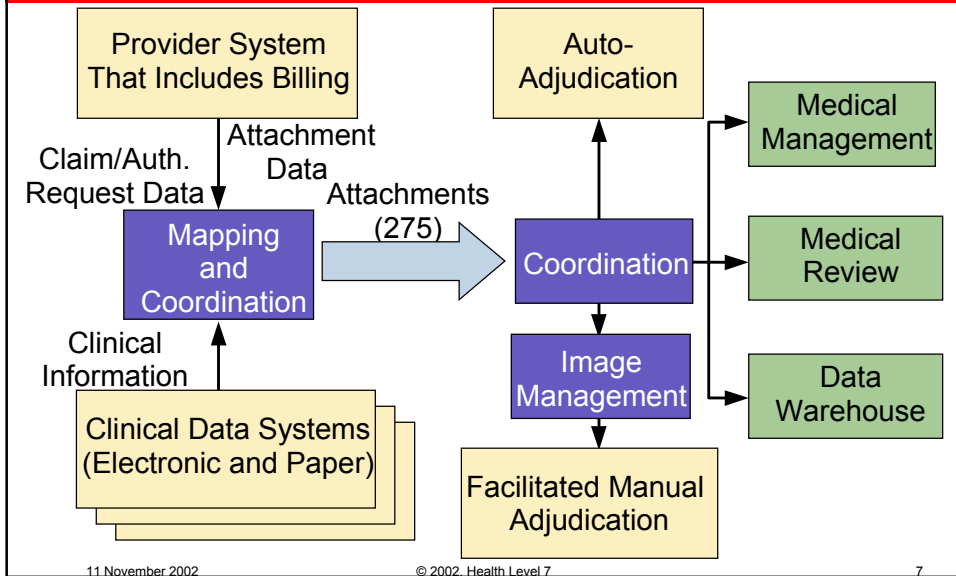 Provider System
That Includes Billing
Auto-
Adjudication
Medical
Management
Claim/Auth.
Request Data
Attachment
Data
Attachments
(275)
Mapping
and
Coordination
Coordination
Medical
Review
Clinical
Information
Image
Management
Data
Warehouse
Clinical Data Systems
(Electronic and Paper)
Facilitated Manual
Adjudication
11 November 2002
© 2002, Health Level 7
7